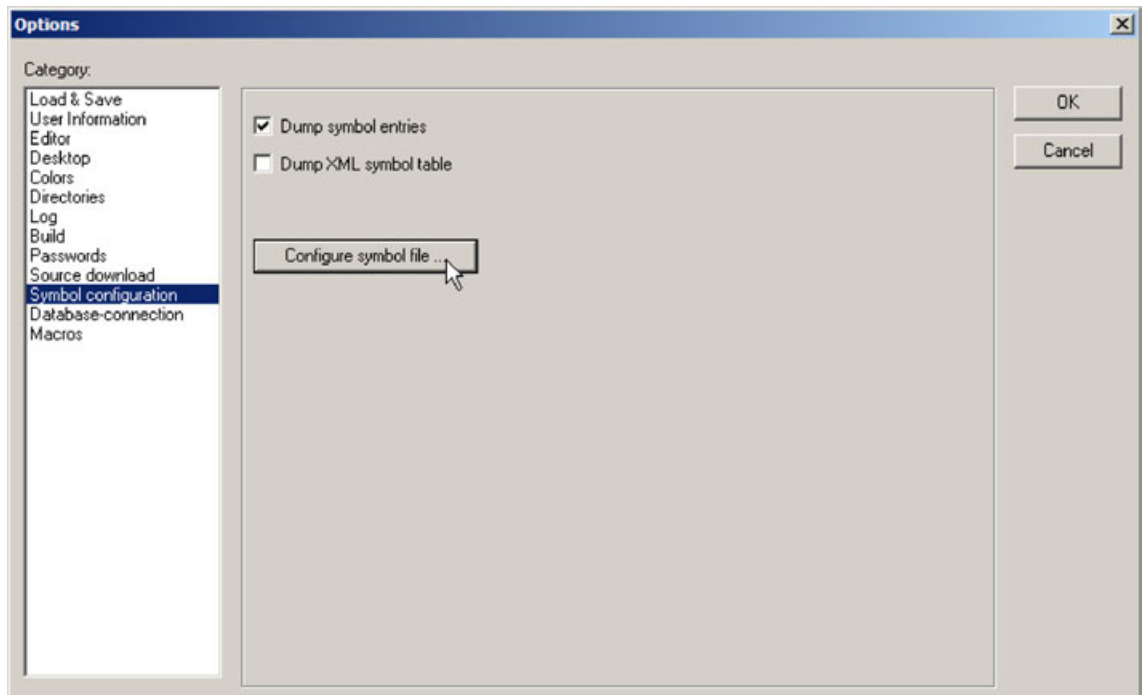 Options
Category:
Load & Save
User Information
Editor
Desktop
Colors
Directories
Log
Build
Passwords
Source download
Symbol configuration
Database-connection
Macros
Dump symbol entries
Dump XML symbol table
Configure symbol file ...
OK
Cancel